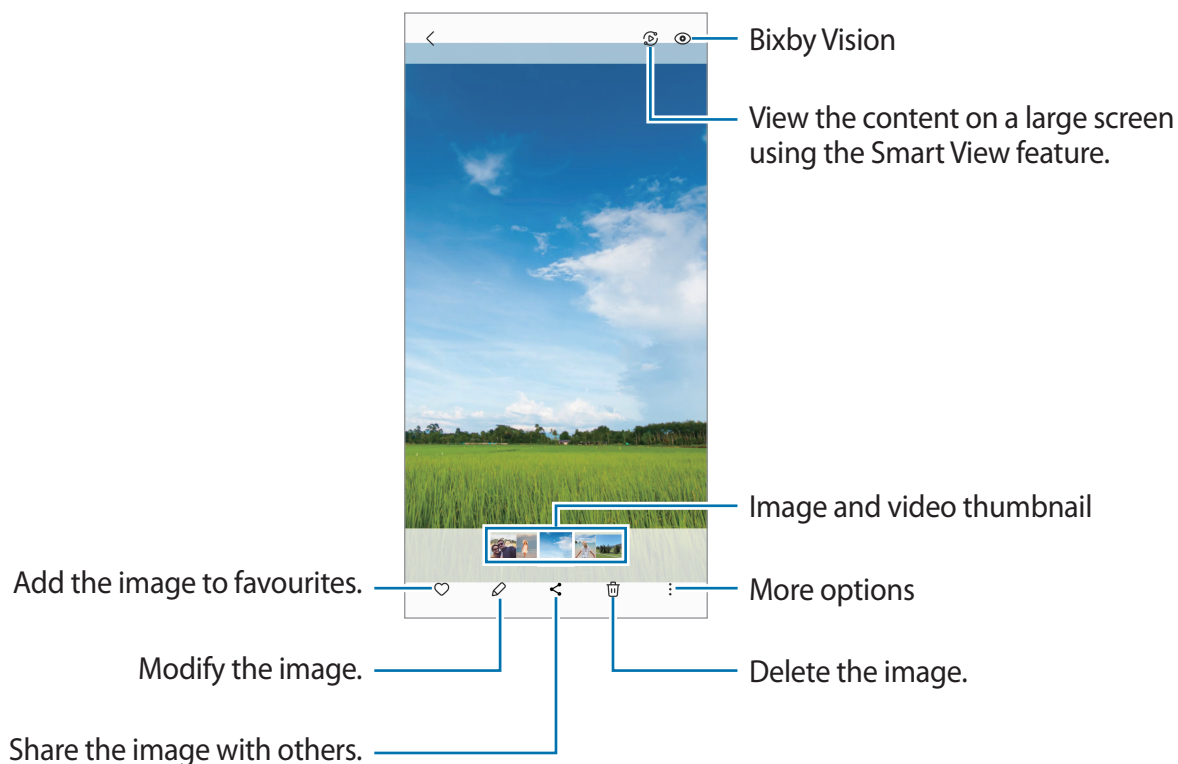 Bixby Vision
View the content on a large screen
using the Smart View feature.
Image and video thumbnail
Add the image to favourites.
More options
Modify the image.
Delete the image.
Share the image with others.